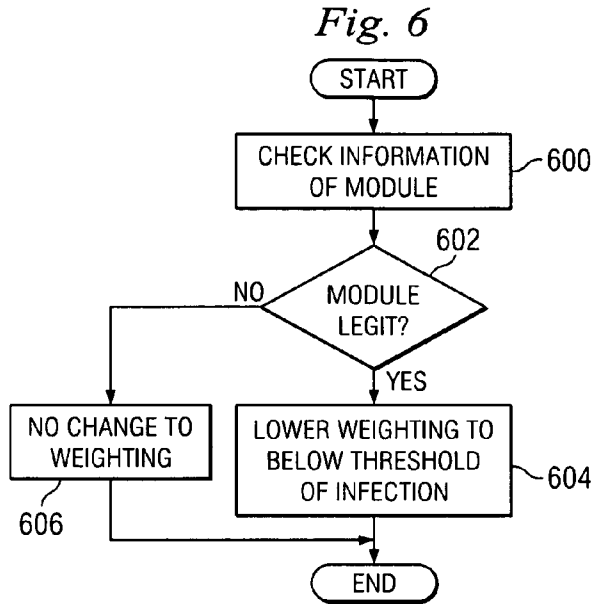 Fig. 6
START
CHECK INFORMATION
OF MODULE
600
602
MODULE
LEGIT?
NO
YES
NO CHANGE TO
WEIGHTING
606
LOWER WEIGHTING TO
BELOW THRESHOLD
OF INFECTION
604
END